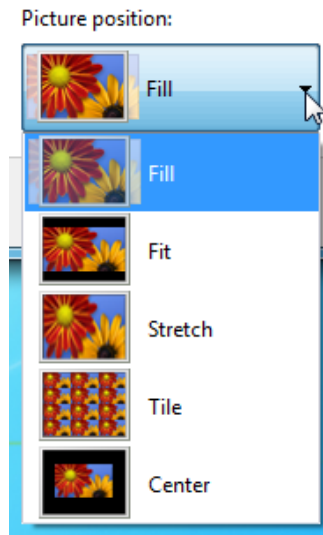 Picture position:
Fill
Fill
Fit
Stretch
Tile
Center